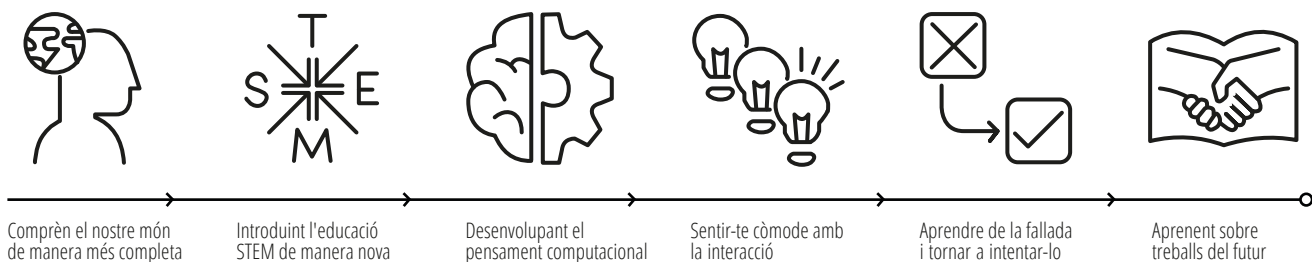 T
S E
M
Comprèn el nostre món
de manera més completa
Introduint l'educació
STEM de manera nova
Desenvolupant el
pensament computacional
Sentir-te còmode amb
la interacció
Aprendre de la fallada
i tornar a intentar-lo
Aprenent sobre
treballs del futur